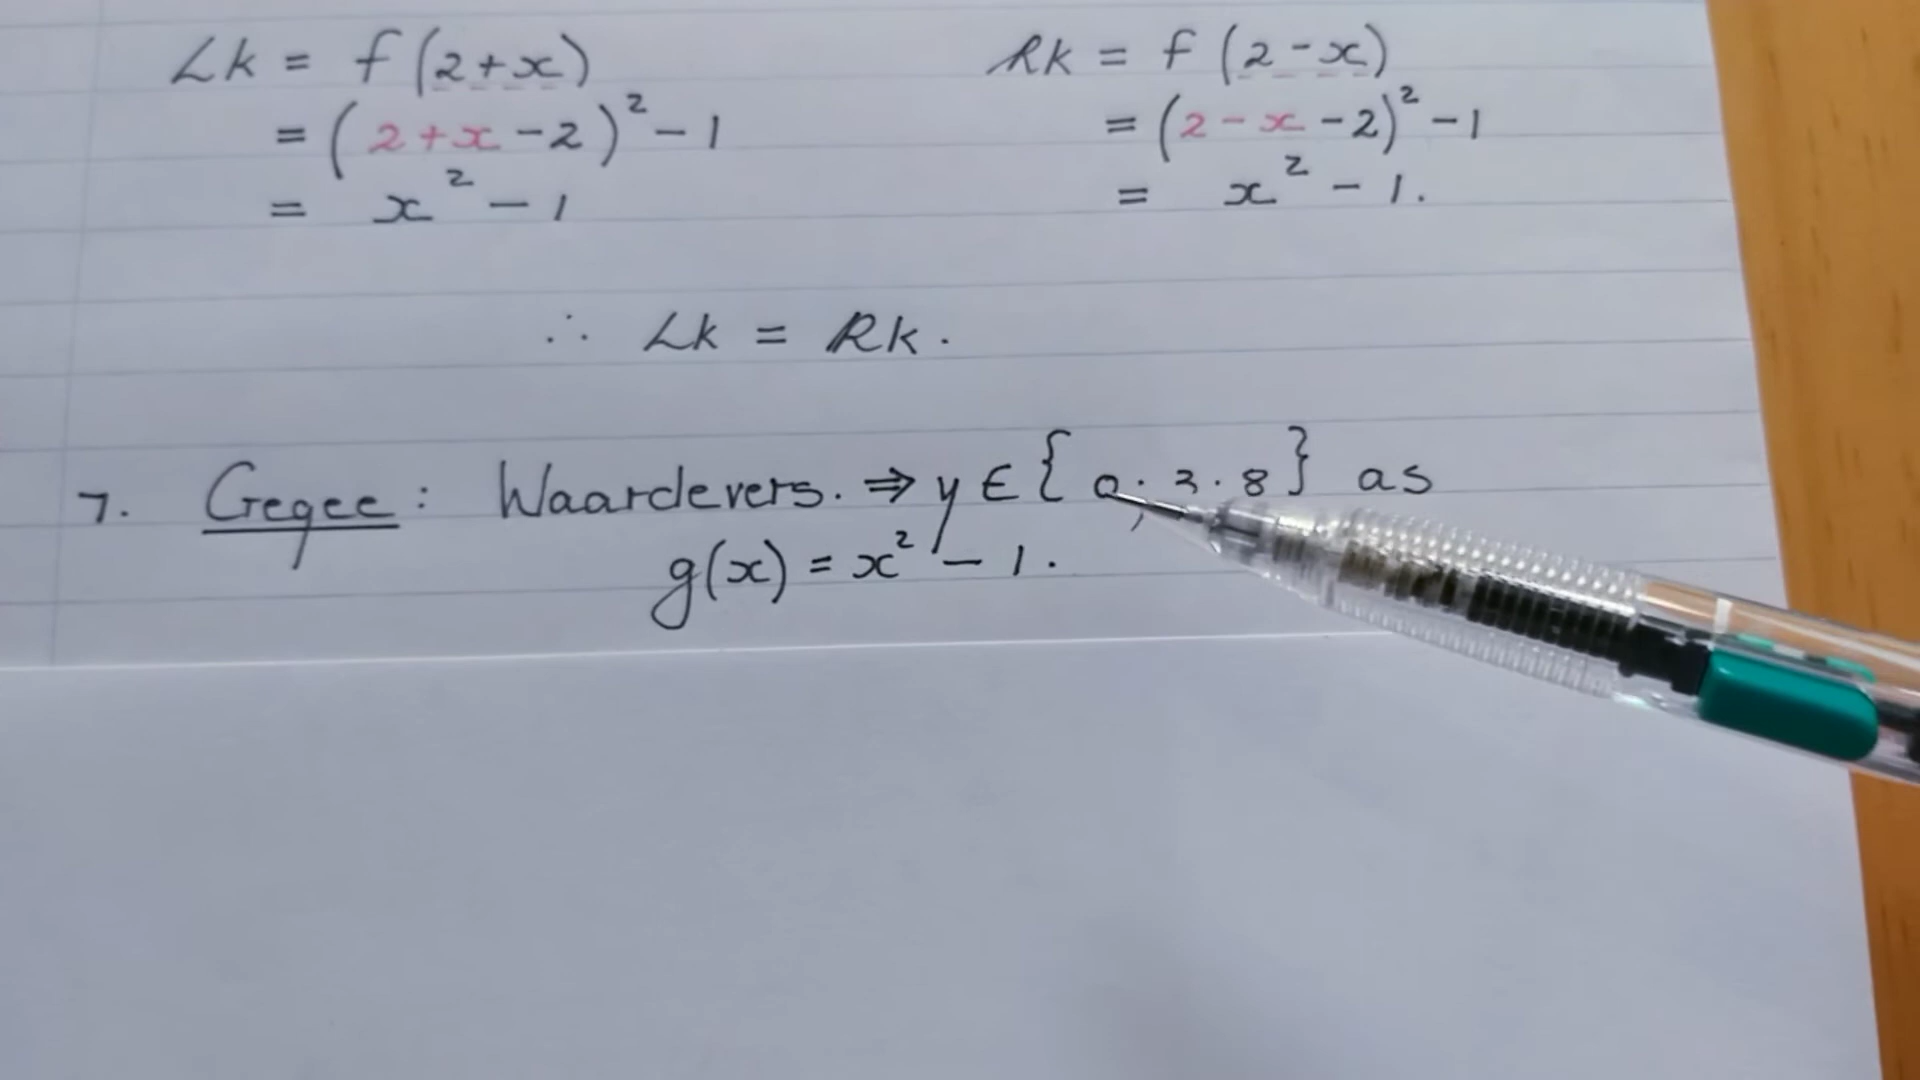 Lk = f(2+x)
= (2+x-2)² - 1
= x² - 1
Rk = f(2-x)
= (2-x-2)² - 1
= x² - 1.
∴ Lk = Rk.
7. Gegee: Waardevers. ⇒ y ∈ {0; 3; 8} as
g(x) = x² - 1.